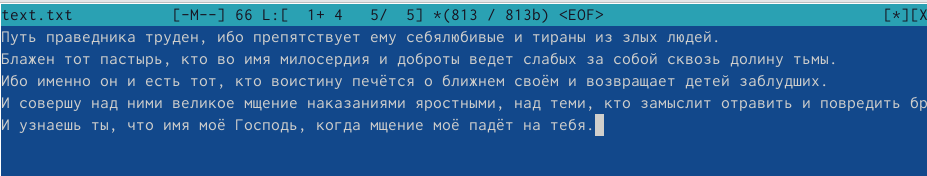 text.txt [-M--] 66 L:[ 1+ 4 5/ 5] *(813 / 813b) <EOF> [*][X
Путь праведника труден, ибо препятствует ему себялюбивые и тираны из злых людей.
Блажен тот пастырь, кто во имя милосердия и доброты ведет слабых за собой сквозь долину тьмы.
Ибо именно он и есть тот, кто воистину печётся о ближнем своём и возвращает детей заблудших.
И совершу над ними великое мщение наказаниями яростными, над теми, кто замыслит отравить и повредить бр
И узнаешь ты, что имя моё Господь, когда мщение моё падёт на тебя.